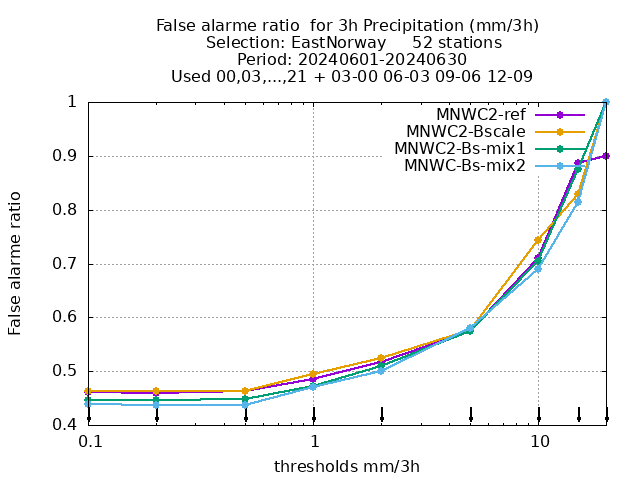 False alarme ratio  for 3h Precipitation (mm/3h)
Selection: EastNorway     52 stations
Period: 20240601-20240630
Used 00,03,...,21 + 03-00 06-03 09-06 12-09
MNWC2-ref
MNWC2-Bscale
MNWC2-Bs-mix1
MNWC-Bs-mix2
False alarme ratio
1
0.9
0.8
0.7
0.6
0.5
0.4
0.1 1 10
thresholds mm/3h